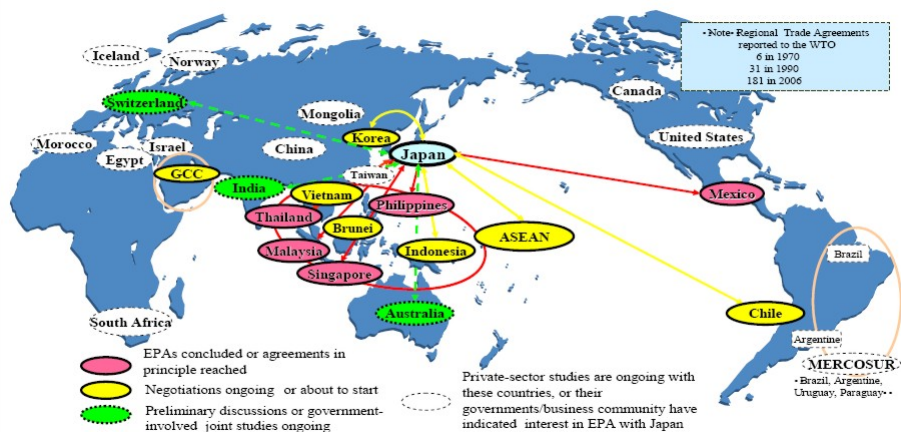 •Note• Regional Trade Agreements
reported to the WTO
6 in 1970
31 in 1990
181 in 2006
Iceland
Norway
Switzerland
Canada
Mongolia
Korea
United States
Morocco
Israel
China
Japan
Egypt
GCC
Taiwan
India
Vietnam
Mexico
Thailand
Philippines
Brunei
ASEAN
Malaysia
Indonesia
Brazil
Singapore
South Africa
Australia
Chile
Argentine
MERCOSUR
•Brazil, Argentine,
Uruguay, Paraguay••
EPAs concluded or agreements in
principle reached
Negotiations ongoing or about to start
Preliminary discussions or government-
involved joint studies ongoing
Private-sector studies are ongoing with
these countries, or their
governments/business community have
indicated interest in EPA with Japan